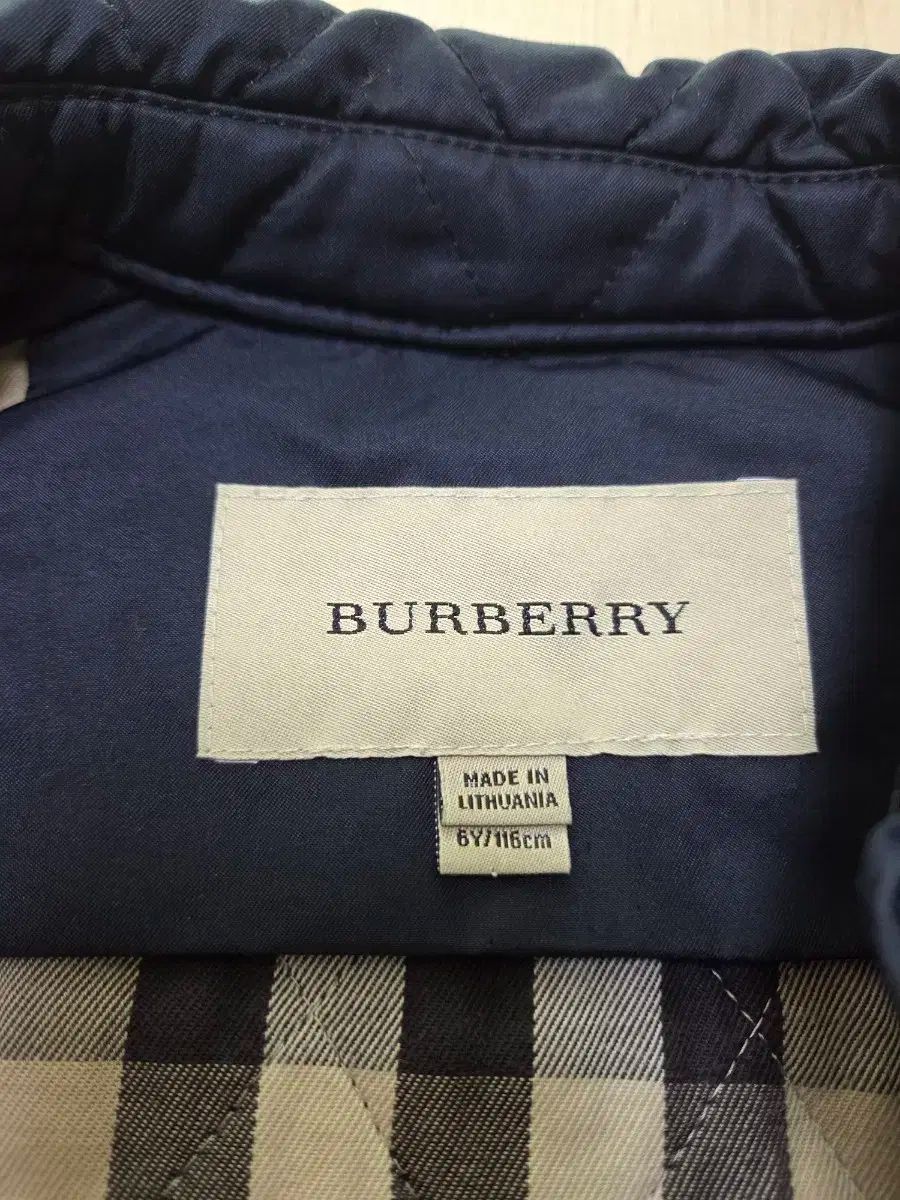 BURBERRY
MADE IN
LITHUANIA
6Y/116cm